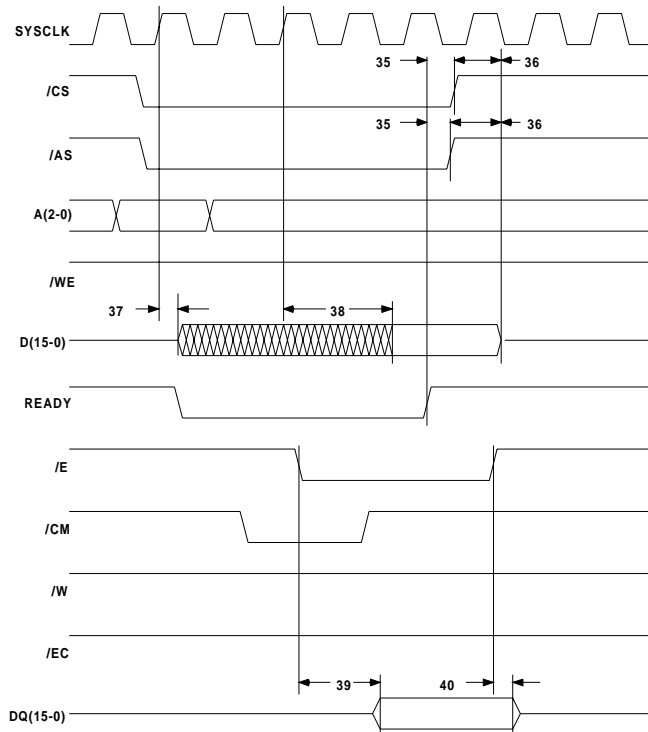 SYSCLK
35 36
/CS
35 36
/AS
A(2-0)
/WE
37 38
D(15-0)
READY
/E
/CM
/W
/EC
39 40
DQ(15-0)